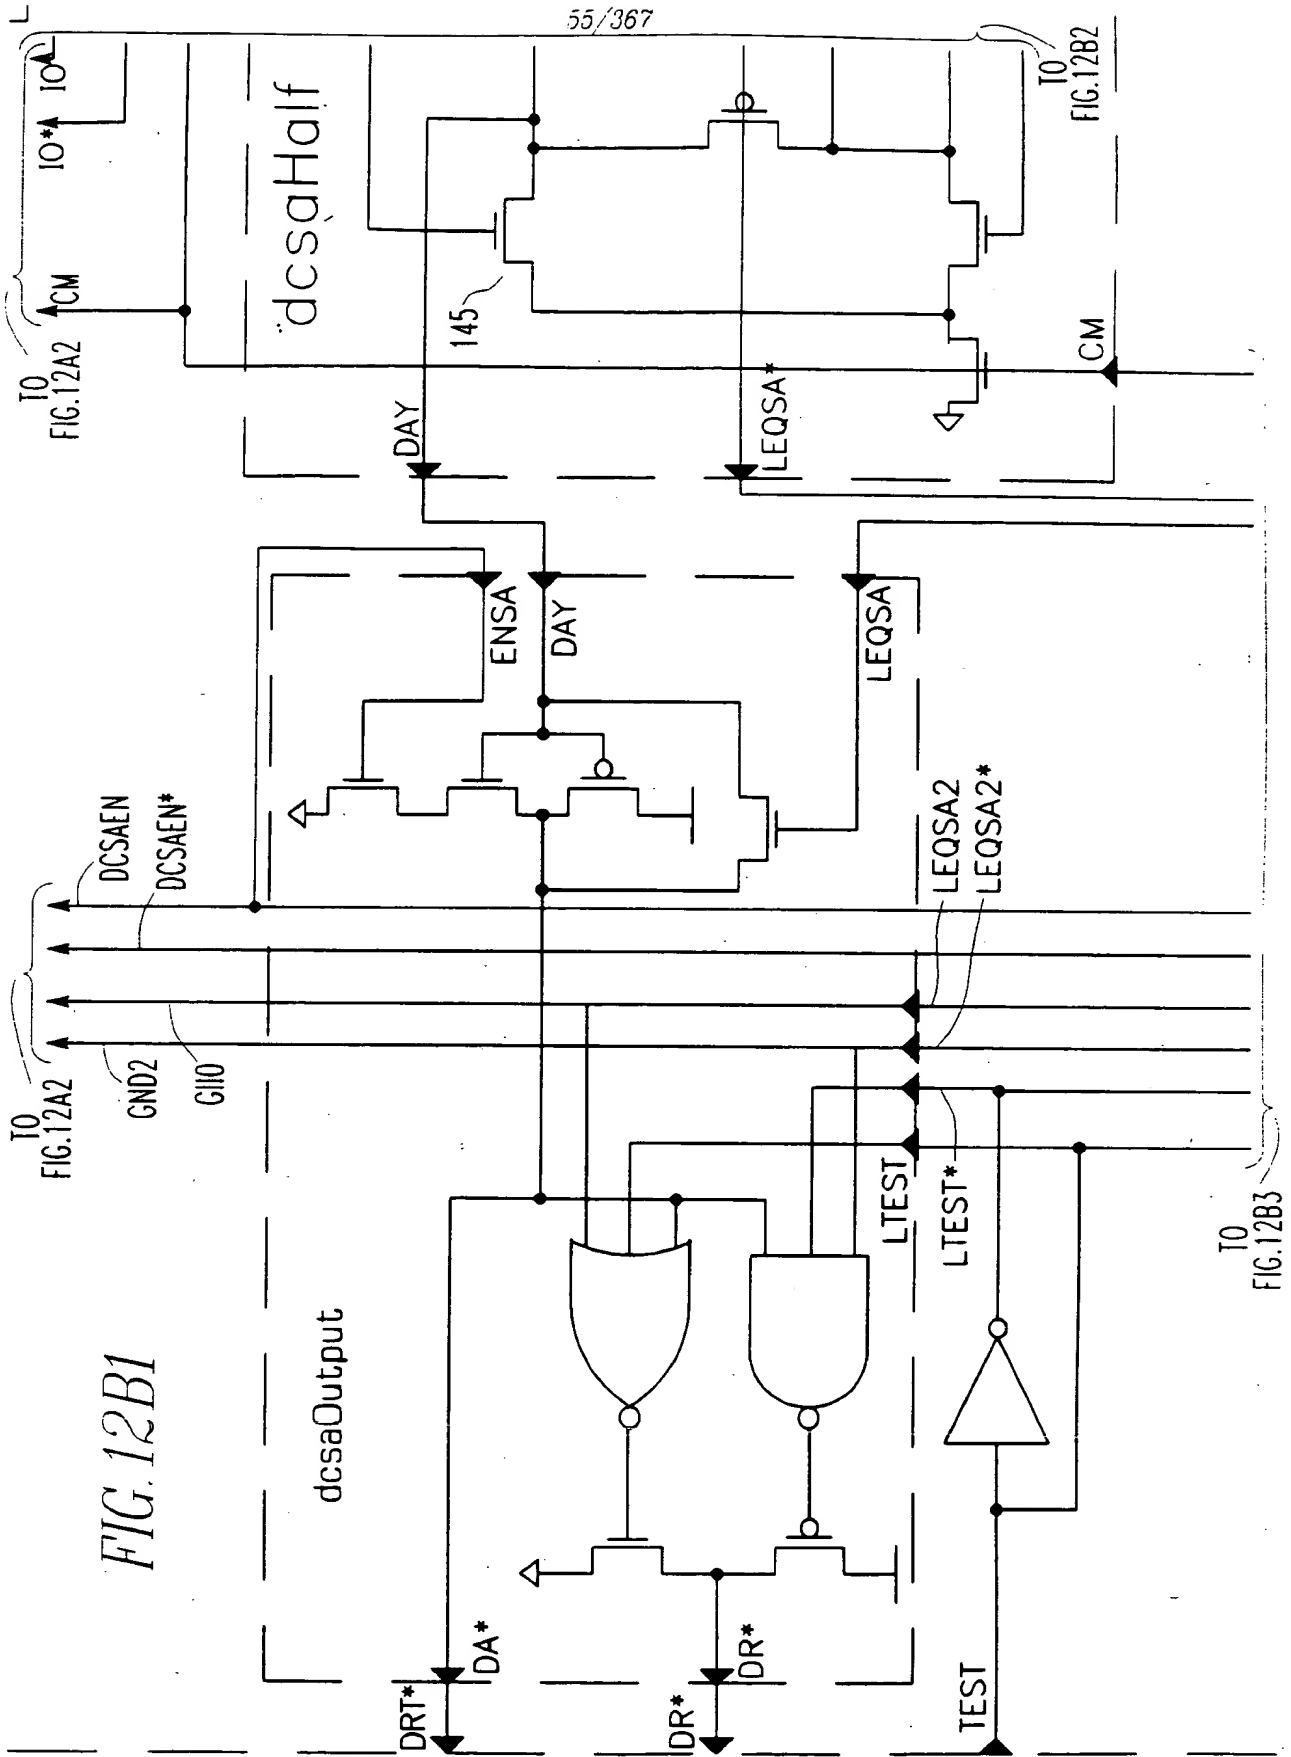 55/367
L
IO
IO*
CM
TO
FIG.12A2
dcsaHalf
TO
FIG.12B2
145
DAY
LEQSA*
CM
ENSA
DAY
LEQSA
DCSAEN
DCSAEN*
LEQSA2
LEQSA2*
TO
FIG.12A2
GND2
GIIO
LTEST
LTEST*
TO
FIG.12B3
FIG. 12B1
dcsaOutput
DA*
DR*
DRT*
DR*
TEST